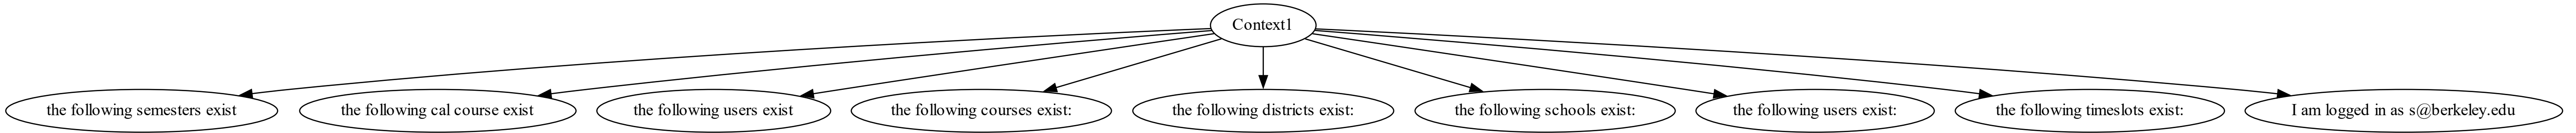 Context1
the following semesters exist
the following cal course exist
the following users exist
the following courses exist:
the following districts exist:
the following schools exist:
the following users exist:
the following timeslots exist:
I am logged in as s@berkeley.edu